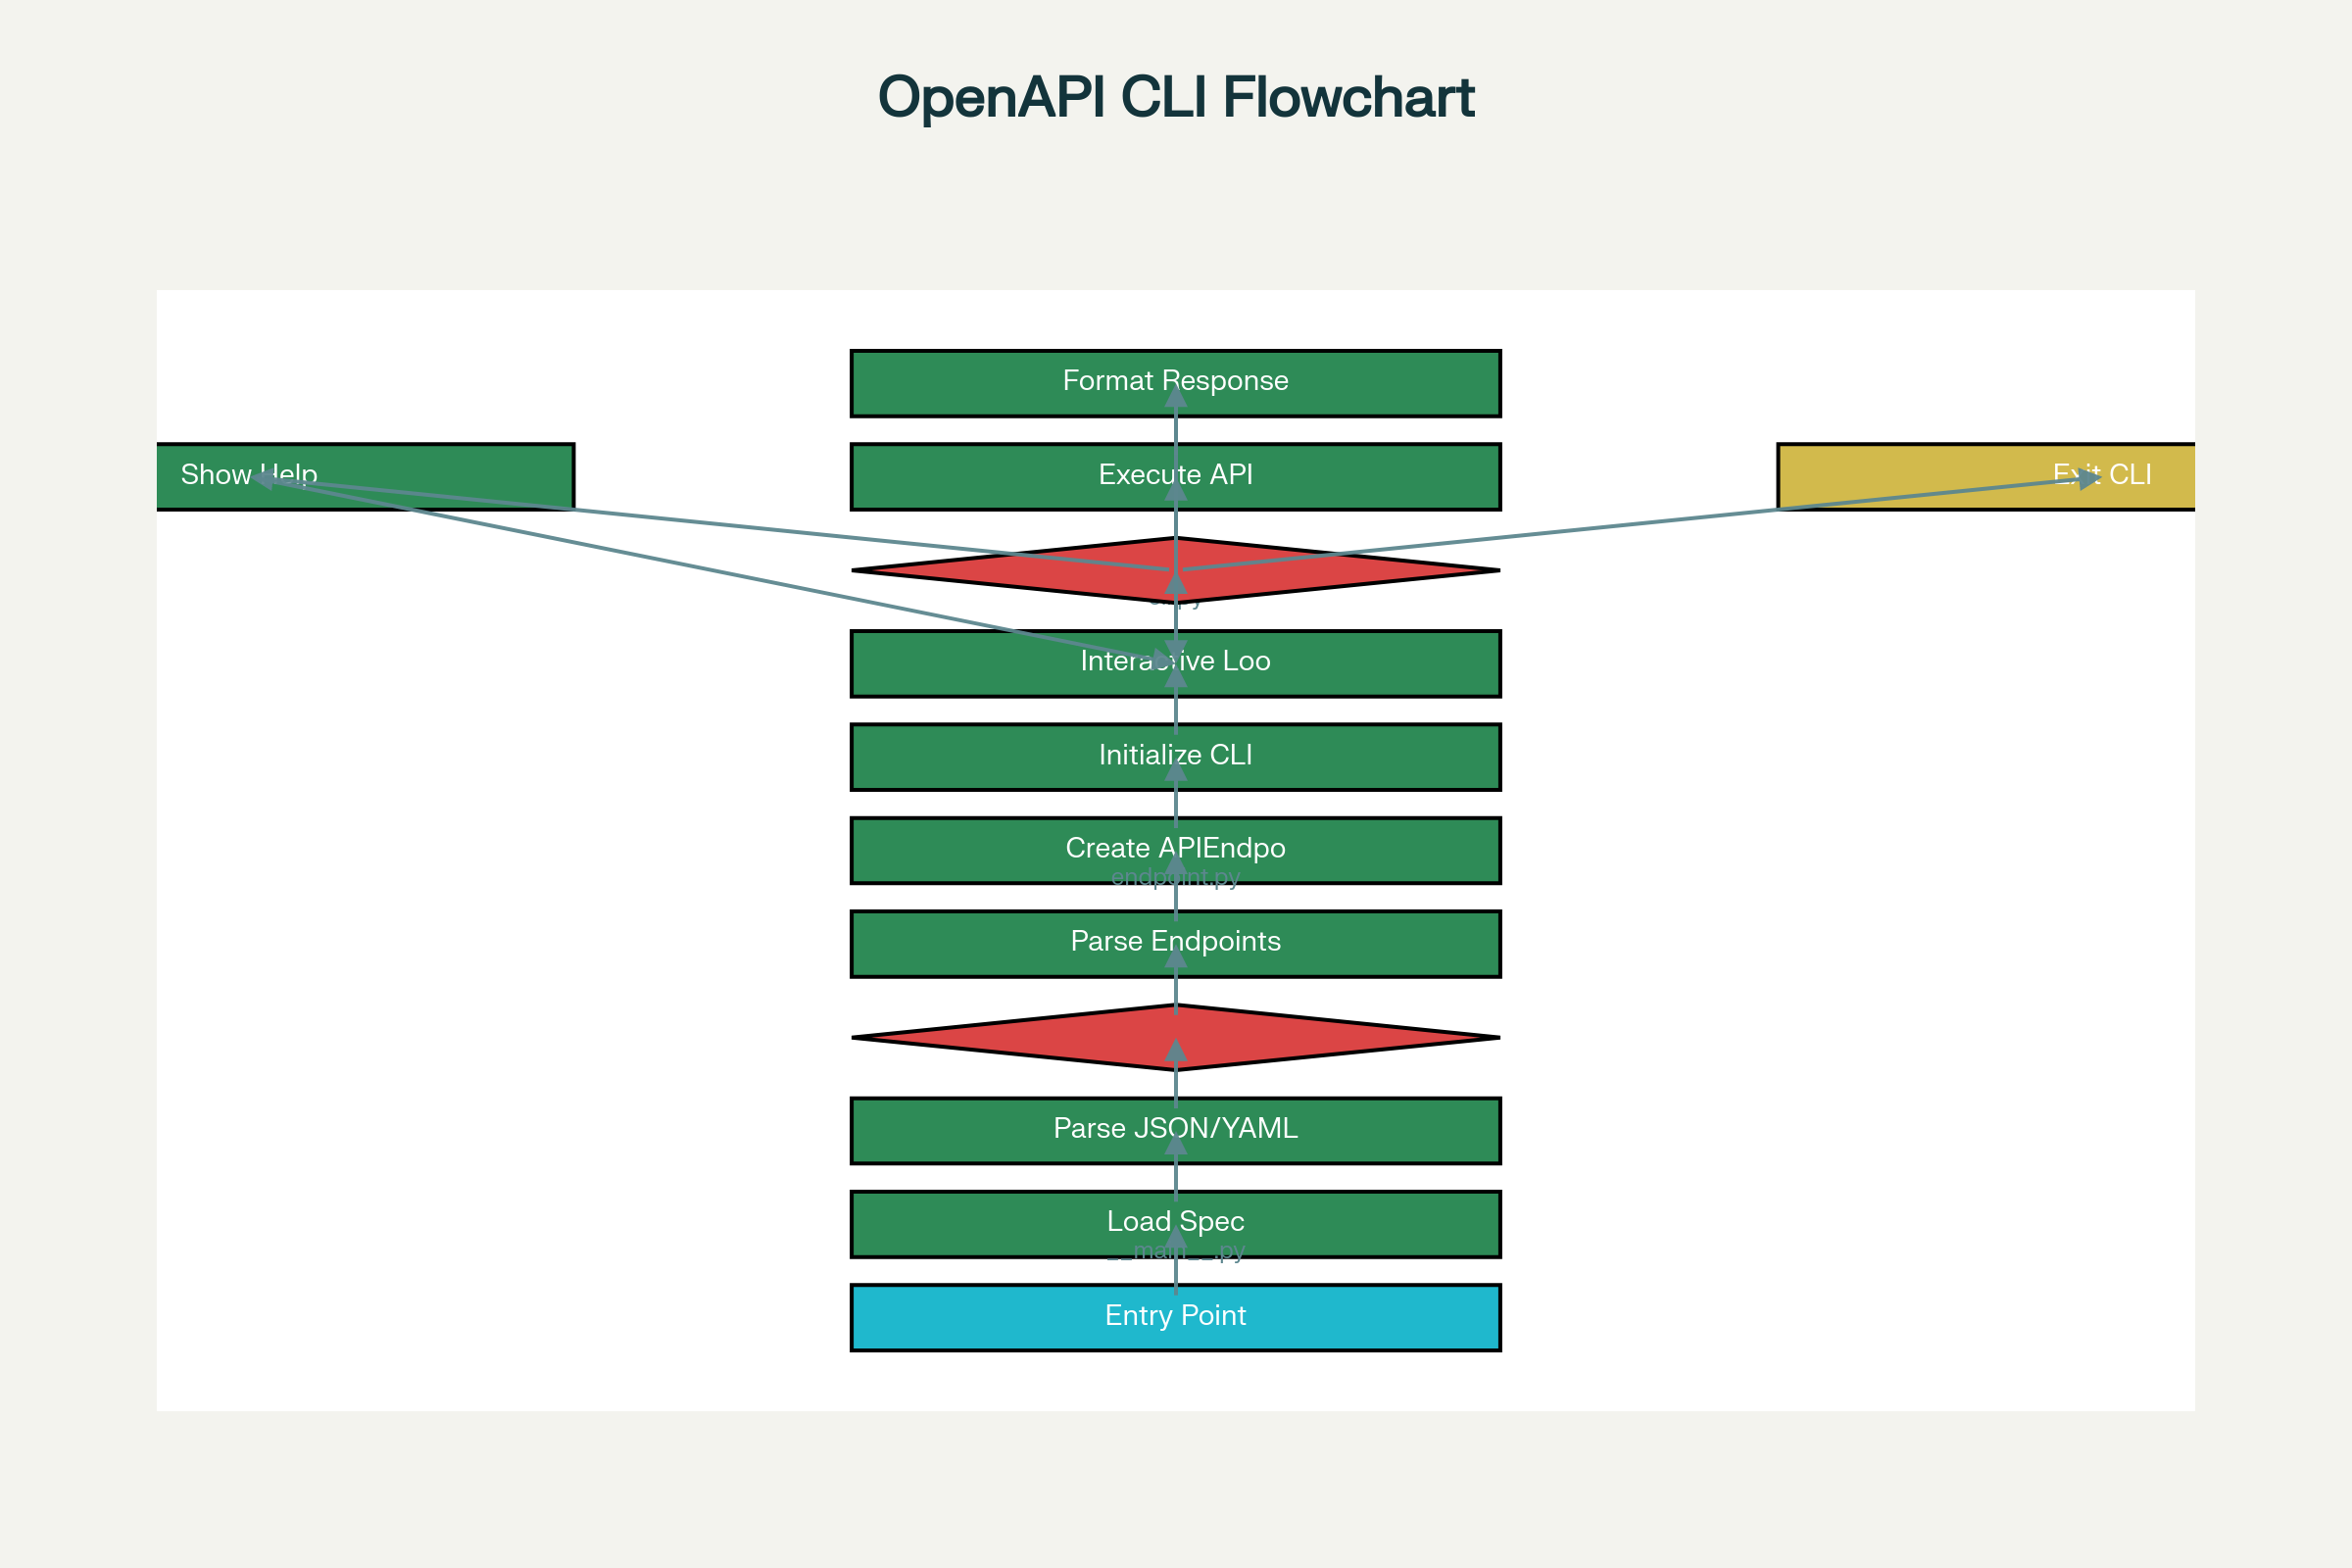 OpenAPI CLI Flowchart
Format Response
Show Help
Execute API
Exit CLI
Interactive Loo
Initialize CLI
Create APIEndpo
endpoint.py
Parse Endpoints
Parse JSON/YAML
Load Spec
__main__.py
Entry Point